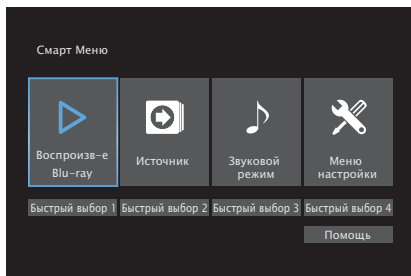 Смарт Меню
Воспроизв-е
Blu-ray
Источник
Звуковой
режим
Меню
настройки
Быстрый выбор 1
Быстрый выбор 2
Быстрый выбор 3
Быстрый выбор 4
Помощь